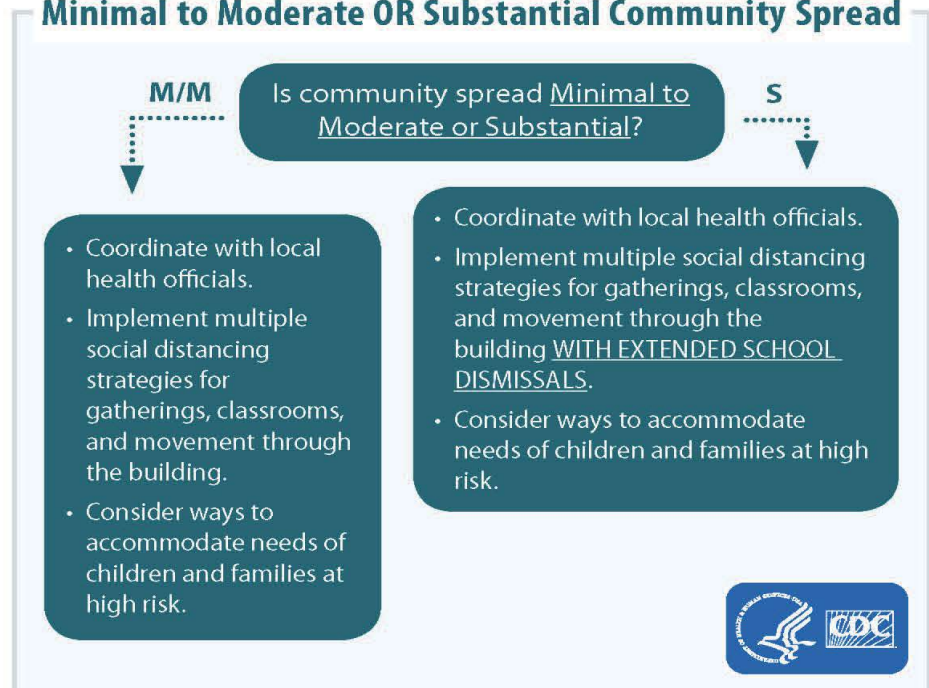 Minimal to Moderate OR Substantial Community Spread
M/M
Is community spread Minimal to
Moderate or Substantial?
S
• Coordinate with local
health officials.
• Implement multiple
social distancing
strategies for
gatherings, classrooms,
and movement through
the building.
• Consider ways to
accommodate needs of
children and families at
high risk.
• Coordinate with local health officials.
• Implement multiple social distancing
strategies for gatherings, classrooms,
and movement through the
building WITH EXTENDED SCHOOL
DISMISSALS.
• Consider ways to accommodate
needs of children and families at high
risk.
CDC